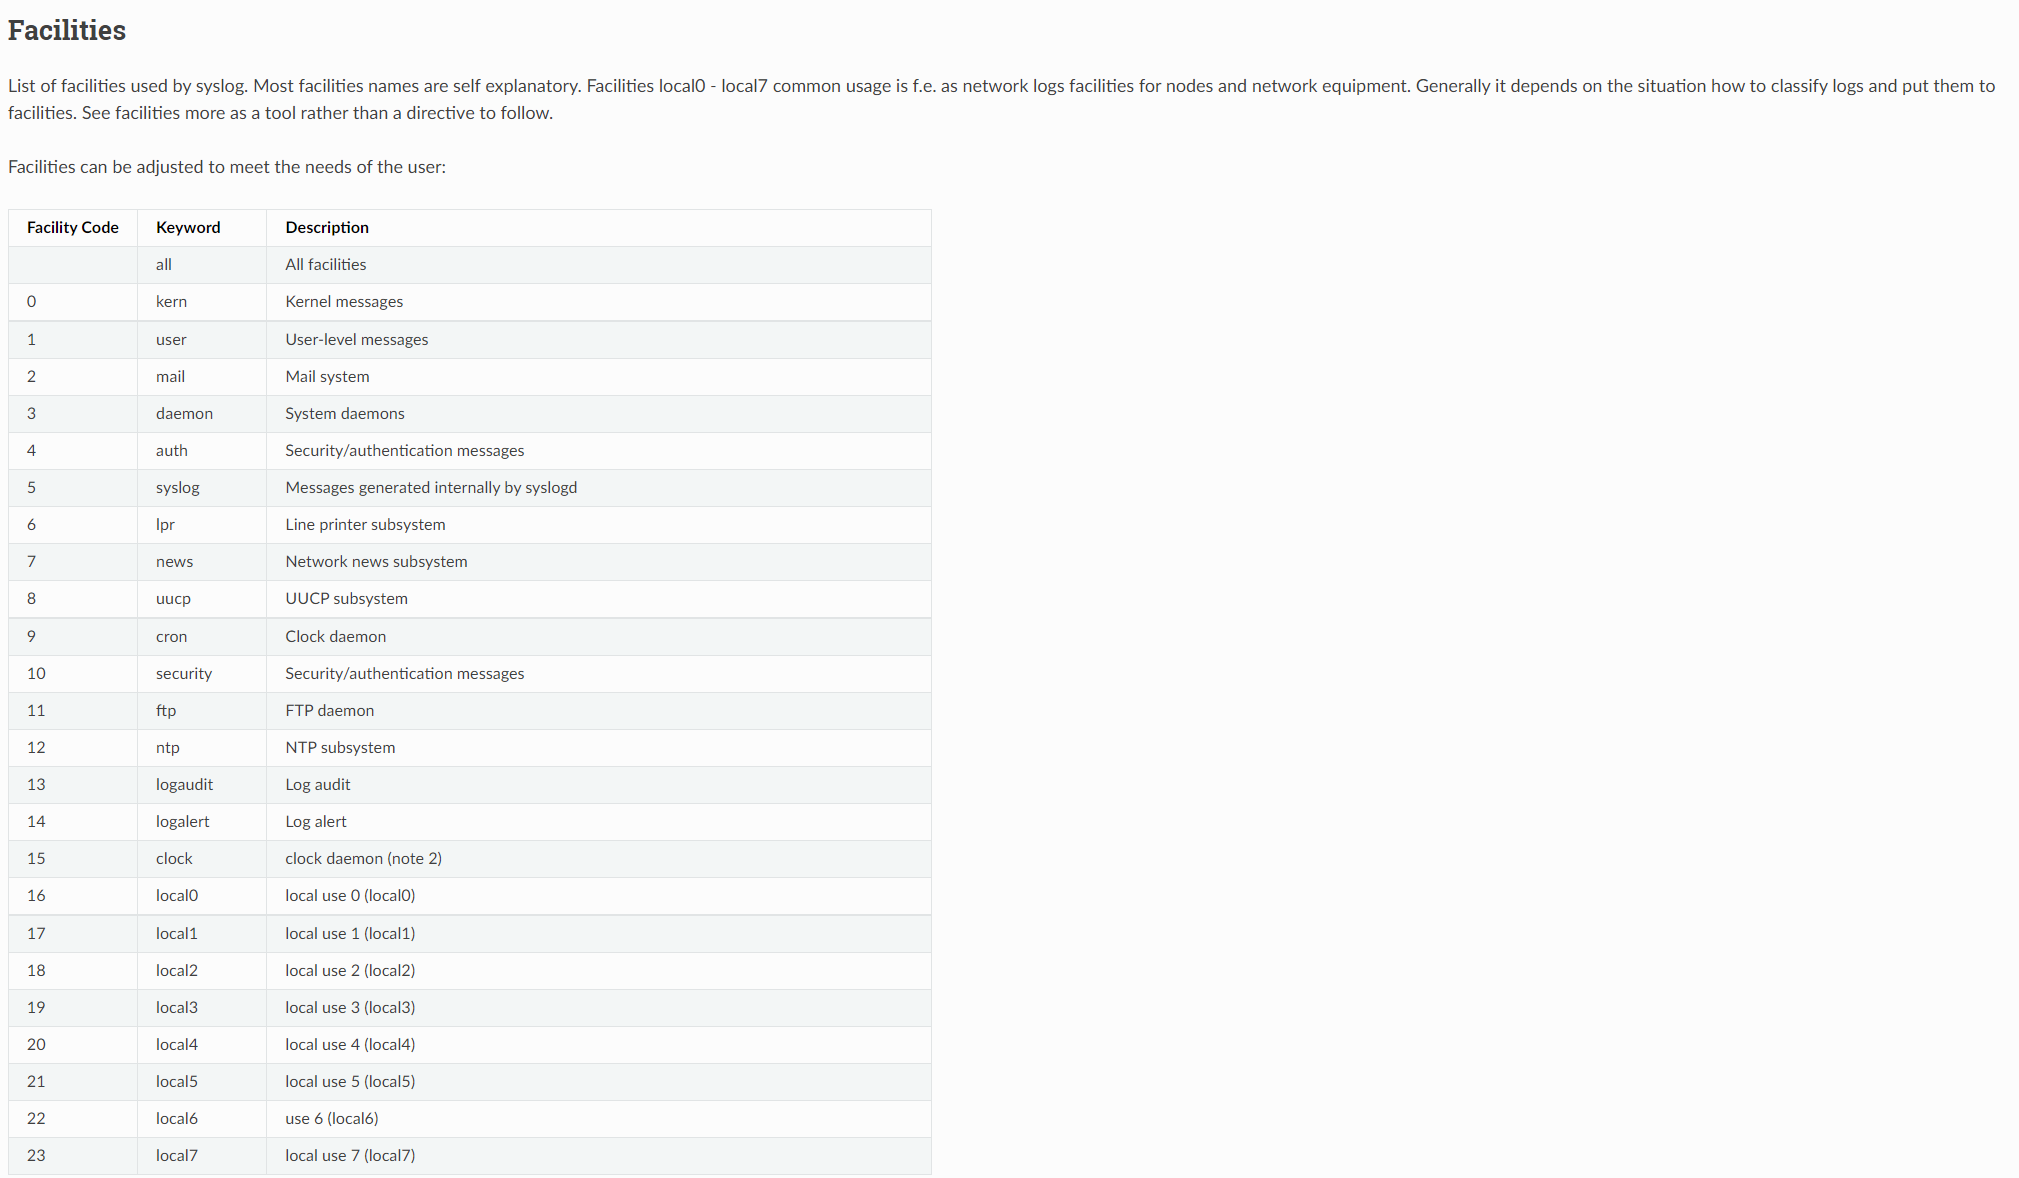 Facilities
List of facilities used by syslog. Most facilities names are self explanatory. Facilities local0 - local7 common usage is f.e. as network logs facilities for nodes and network equipment. Generally it depends on the situation how to classify logs and put them to
facilities. See facilities more as a tool rather than a directive to follow.
Facilities can be adjusted to meet the needs of the user:
Facility Code Keyword Description
all All facilities
0 kern Kernel messages
1 user User-level messages
2 mail Mail system
3 daemon System daemons
4 auth Security/authentication messages
5 syslog Messages generated internally by syslogd
6 lpr Line printer subsystem
7 news Network news subsystem
8 uucp UUCP subsystem
9 cron Clock daemon
10 security Security/authentication messages
11 ftp FTP daemon
12 ntp NTP subsystem
13 logaudit Log audit
14 logalert Log alert
15 clock clock daemon (note 2)
16 local0 local use 0 (local0)
17 local1 local use 1 (local1)
18 local2 local use 2 (local2)
19 local3 local use 3 (local3)
20 local4 local use 4 (local4)
21 local5 local use 5 (local5)
22 local6 use 6 (local6)
23 local7 local use 7 (local7)